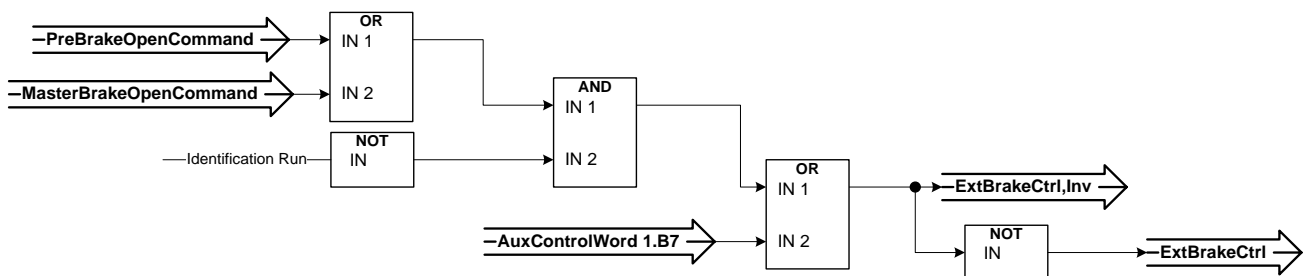 OR
PreBrakeOpenCommand
IN 1
MasterBrakeOpenCommand
IN 2
AND
IN 1
NOT
Identification Run
IN
IN 2
OR
IN 1
ExtBrakeCtrl,Inv
AuxControlWord 1.B7
IN 2
NOT
IN
ExtBrakeCtrl